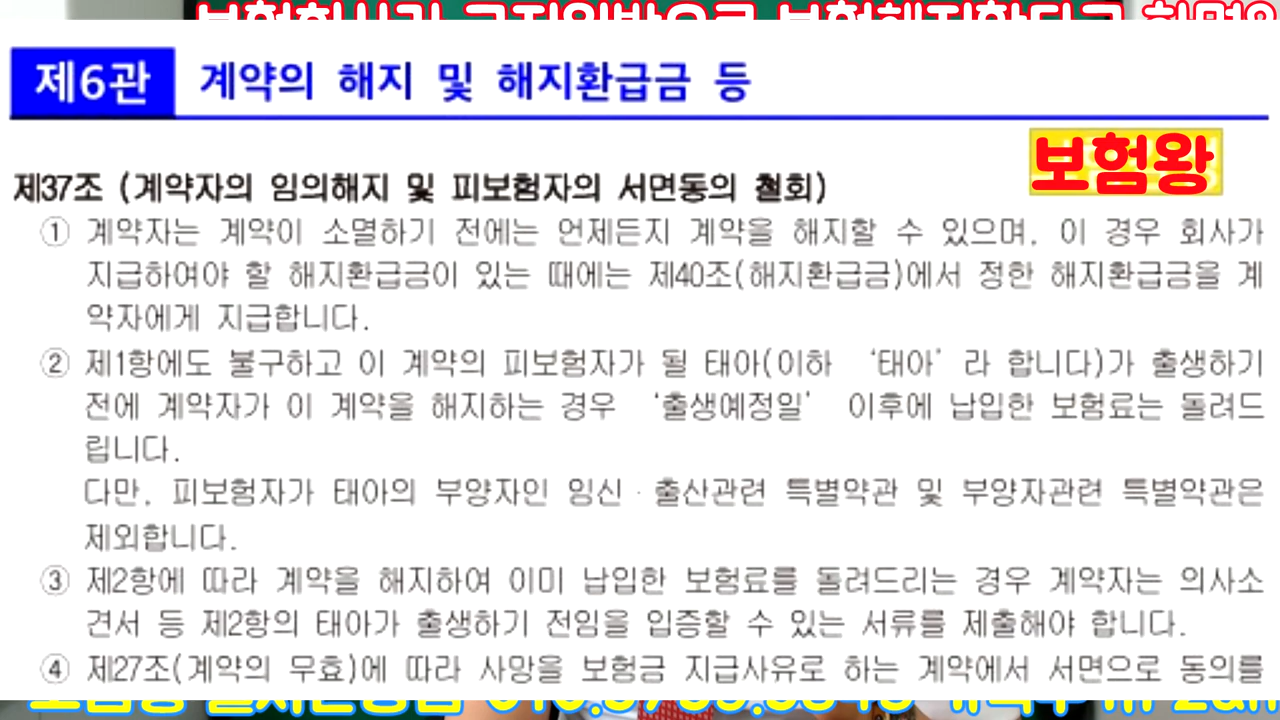 제6관 계약의 해지 및 해지환급금 등
보험왕
제37조 (계약자의 임의해지 및 피보험자의 서면동의 철회)
① 계약자는 계약이 소멸하기 전에는 언제든지 계약을 해지할 수 있으며, 이 경우 회사가
지급하여야 할 해지환급금이 있는 때에는 제40조(해지환급금)에서 정한 해지환급금을 계
약자에게 지급합니다.
② 제1항에도 불구하고 이 계약의 피보험자가 될 태아(이하 ‘태아’라 합니다)가 출생하기
전에 계약자가 이 계약을 해지하는 경우 ‘출생예정일’ 이후에 납입한 보험료는 돌려드
립니다.
다만, 피보험자가 태아의 부양자인 임신·출산관련 특별약관 및 부양자관련 특별약관은
제외합니다.
③ 제2항에 따라 계약을 해지하여 이미 납입한 보험료를 돌려드리는 경우 계약자는 의사소
견서 등 제2항의 태아가 출생하기 전임을 입증할 수 있는 서류를 제출해야 합니다.
④ 제27조(계약의 무효)에 따라 사망을 보험금 지급사유로 하는 계약에서 서면으로 동의를